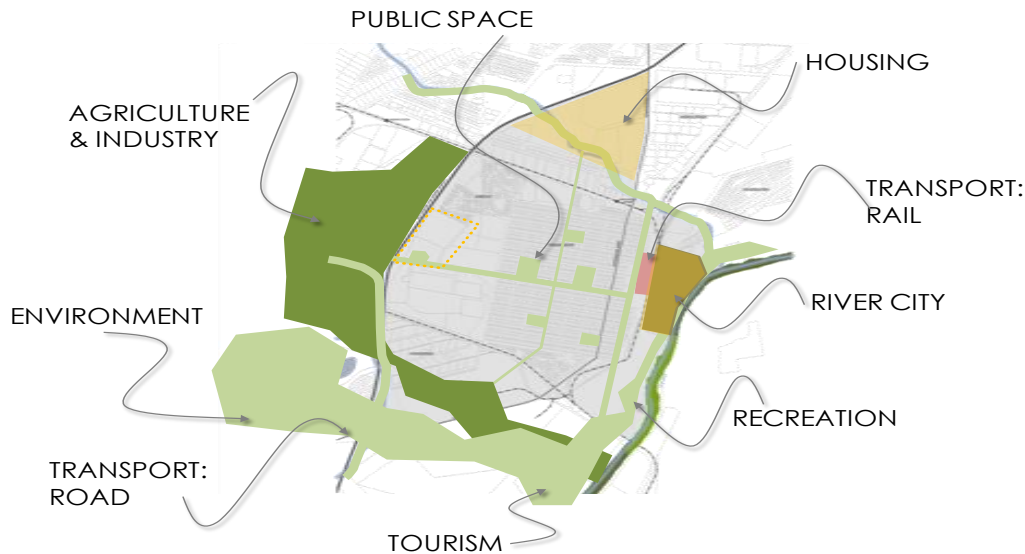 PUBLIC SPACE
HOUSING
AGRICULTURE
& INDUSTRY
TRANSPORT:
RAIL
ENVIRONMENT
RIVER CITY
RECREATION
TRANSPORT:
ROAD
TOURISM